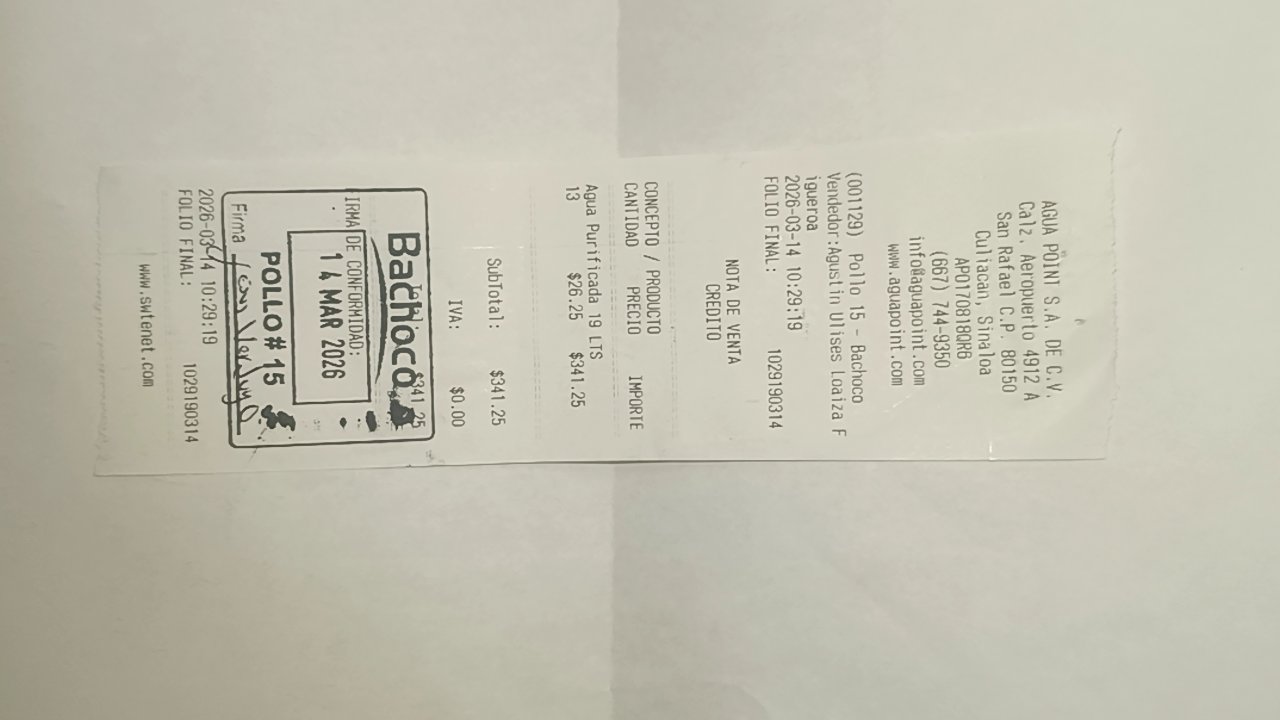 AGUA POINT S.A. DE C.V.
Calz. Aeropuerto 4912 A
San Rafael C.P. 80150
Culiacan, Sinaloa
APO170818QR6
(667) 744-9350
info@aguapoint.com
www.aguapoint.com
(001129) Pollo 15 - Bachoco
Vendedor:Agustin Ulises Loaiza F
igueroa
2026-03-14 10:29:19
FOLIO FINAL: 1029190314
NOTA DE VENTA
CREDITO
CONCEPTO / PRODUCTO
CANTIDAD PRECIO IMPORTE
Agua Purificada 19 LTS
13 $26.25 $341.25
SubTotal: $341.25
IVA: $0.00
$341.25
Bachoco
IRMA DE CONFORMIDAD:
14 MAR 2026
POLLO # 15
Firma
2026-03-14 10:29:19
FOLIO FINAL: 1029190314
www.swtenet.com